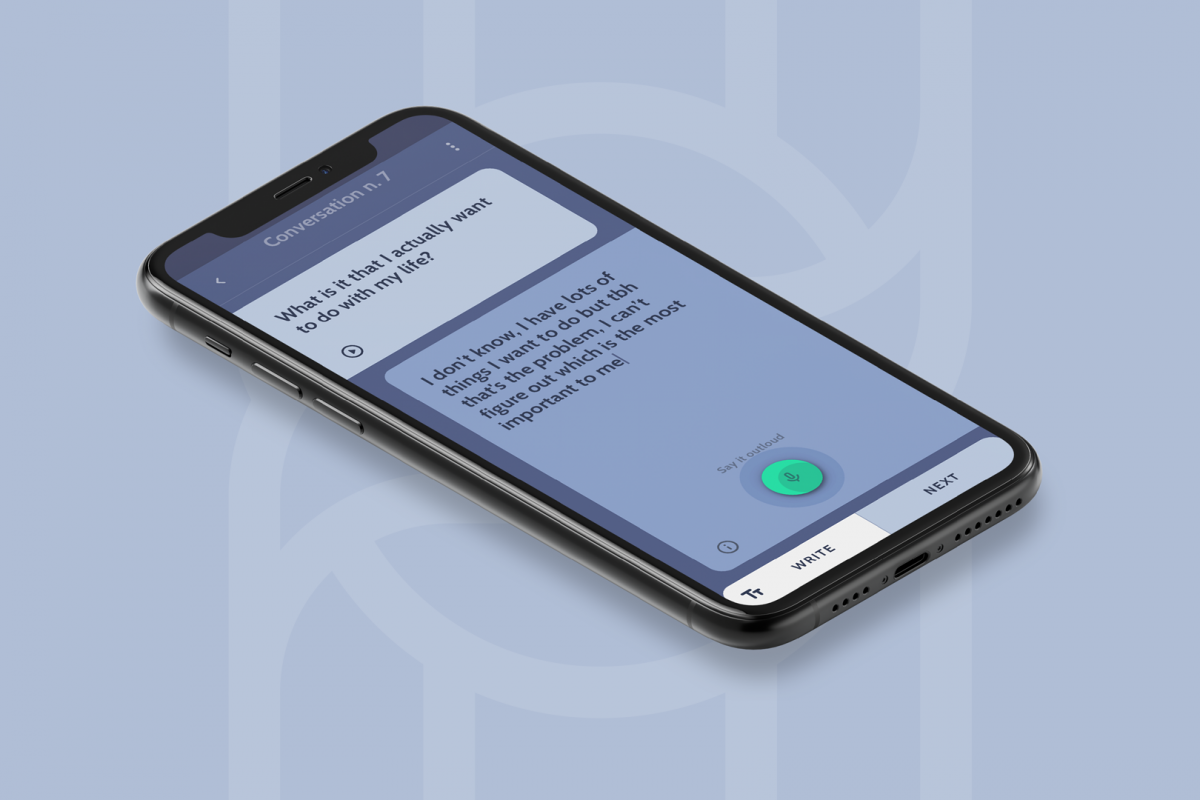 Conversation n. 7
What is it that I actually want
to do with my life?
I don't know, I have lots of
things I want to do but tbh
that's the problem, I can't
figure out which is the most
important to me
Say it outloud
Tт WRITE
NEXT